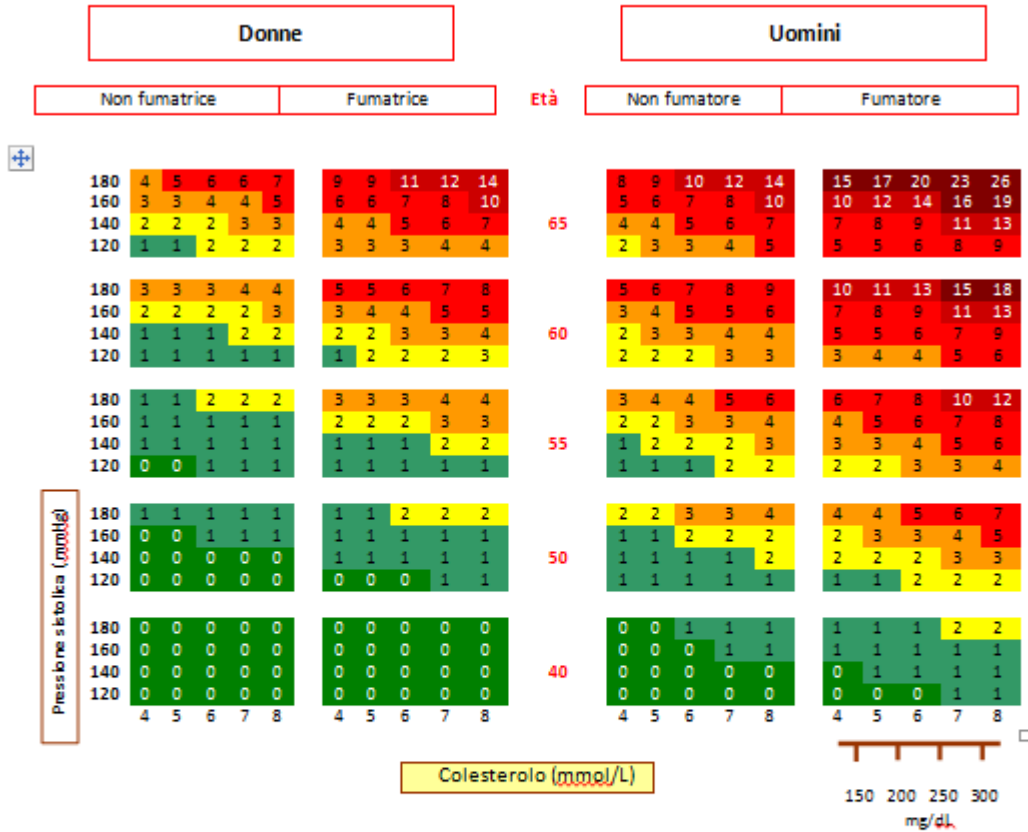 Donne Uomini
Non fumatrice Fumatrice Età Non fumatore Fumatore
180 4 5 6 6 7 9 9 11 12 14 8 9 10 12 14 15 17 20 23 26
160 3 3 4 4 5 6 6 7 8 10 5 6 7 8 10 10 12 14 16 19
65
140 2 2 2 3 3 4 4 5 6 7 4 4 5 6 7 7 8 9 11 13
120 1 1 2 2 2 3 3 3 4 4 2 3 3 4 5 5 5 6 8 9
180 3 3 3 4 4 5 5 6 7 8 5 6 7 8 9 10 11 13 15 18
160 2 2 2 2 3 3 4 4 5 5 3 4 5 5 6 7 8 9 11 13
60
140 1 1 1 2 2 2 2 3 3 4 2 3 3 4 4 5 5 6 7 9
120 1 1 1 1 1 1 2 2 2 3 2 2 2 3 3 3 4 4 5 6
180 1 1 2 2 2 3 3 3 4 4 3 4 4 5 6 6 7 8 10 12
160 1 1 1 1 1 2 2 2 3 3 2 2 3 3 4 4 5 6 7 8
55
140 1 1 1 1 1 1 1 1 2 2 1 2 2 2 3 3 3 4 5 6
120 0 0 1 1 1 1 1 1 1 1 1 1 1 2 2 2 2 3 3 4
180 1 1 1 1 1 1 1 2 2 2 2 2 3 3 4 4 4 5 6 7
160 0 0 1 1 1 1 1 1 1 1 1 1 2 2 2 2 3 3 4 5
50
140 0 0 0 0 0 1 1 1 1 1 1 1 1 1 2 2 2 2 3 3
120 0 0 0 0 0 0 0 0 1 1 1 1 1 1 1 1 1 2 2 2
180 0 0 0 0 0 0 0 0 0 0 0 0 1 1 1 1 1 1 2 2
160 0 0 0 0 0 0 0 0 0 0 0 0 0 1 1 1 1 1 1 1
40
140 0 0 0 0 0 0 0 0 0 0 0 0 0 0 0 0 1 1 1 1
120 0 0 0 0 0 0 0 0 0 0 0 0 0 0 0 0 0 0 1 1
4 5 6 7 8 4 5 6 7 8 4 5 6 7 8 4 5 6 7 8
Pressione sistolica (mmHg)
Colesterolo (mmol/L)
150 200 250 300
mg/dL